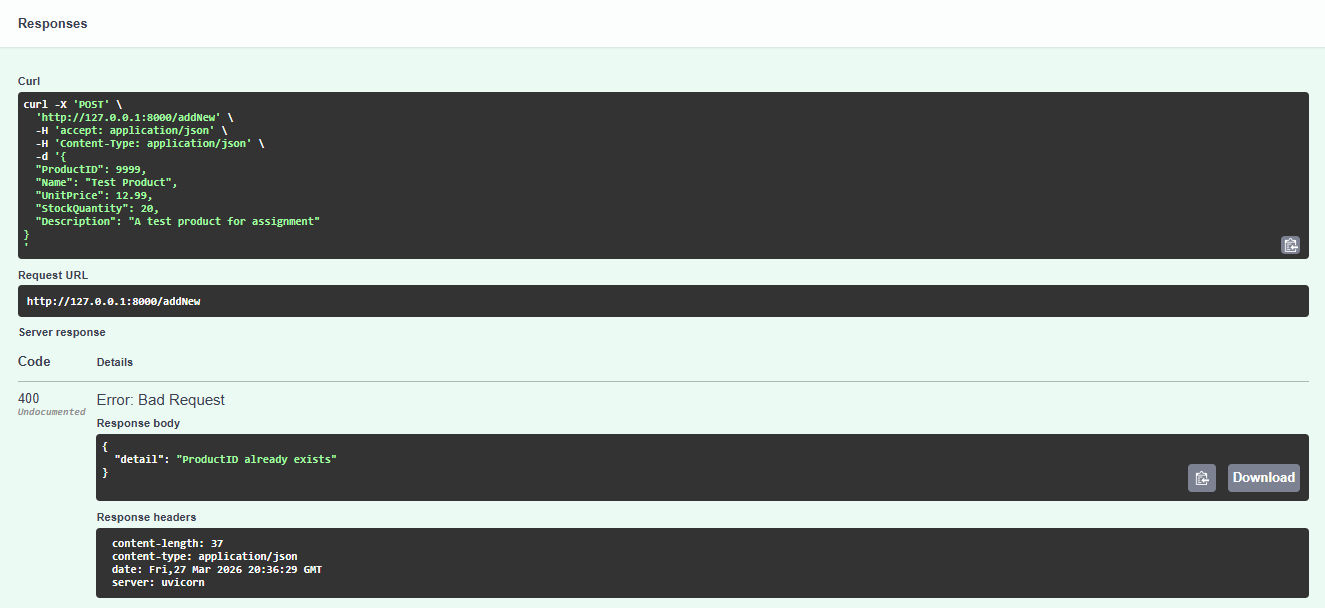 Responses
Curl
curl -X 'POST' \
  'http://127.0.0.1:8000/addNew' \
  -H 'accept: application/json' \
  -H 'Content-Type: application/json' \
  -d '{
  "ProductID": 9999,
  "Name": "Test Product",
  "UnitPrice": 12.99,
  "StockQuantity": 20,
  "Description": "A test product for assignment"
}
'
Request URL
http://127.0.0.1:8000/addNew
Server response
Code Details
400 Error: Bad Request
Undocumented
Response body
{
  "detail": "ProductID already exists"
}
Download
Response headers
content-length: 37
content-type: application/json
date: Fri,27 Mar 2026 20:36:29 GMT
server: uvicorn